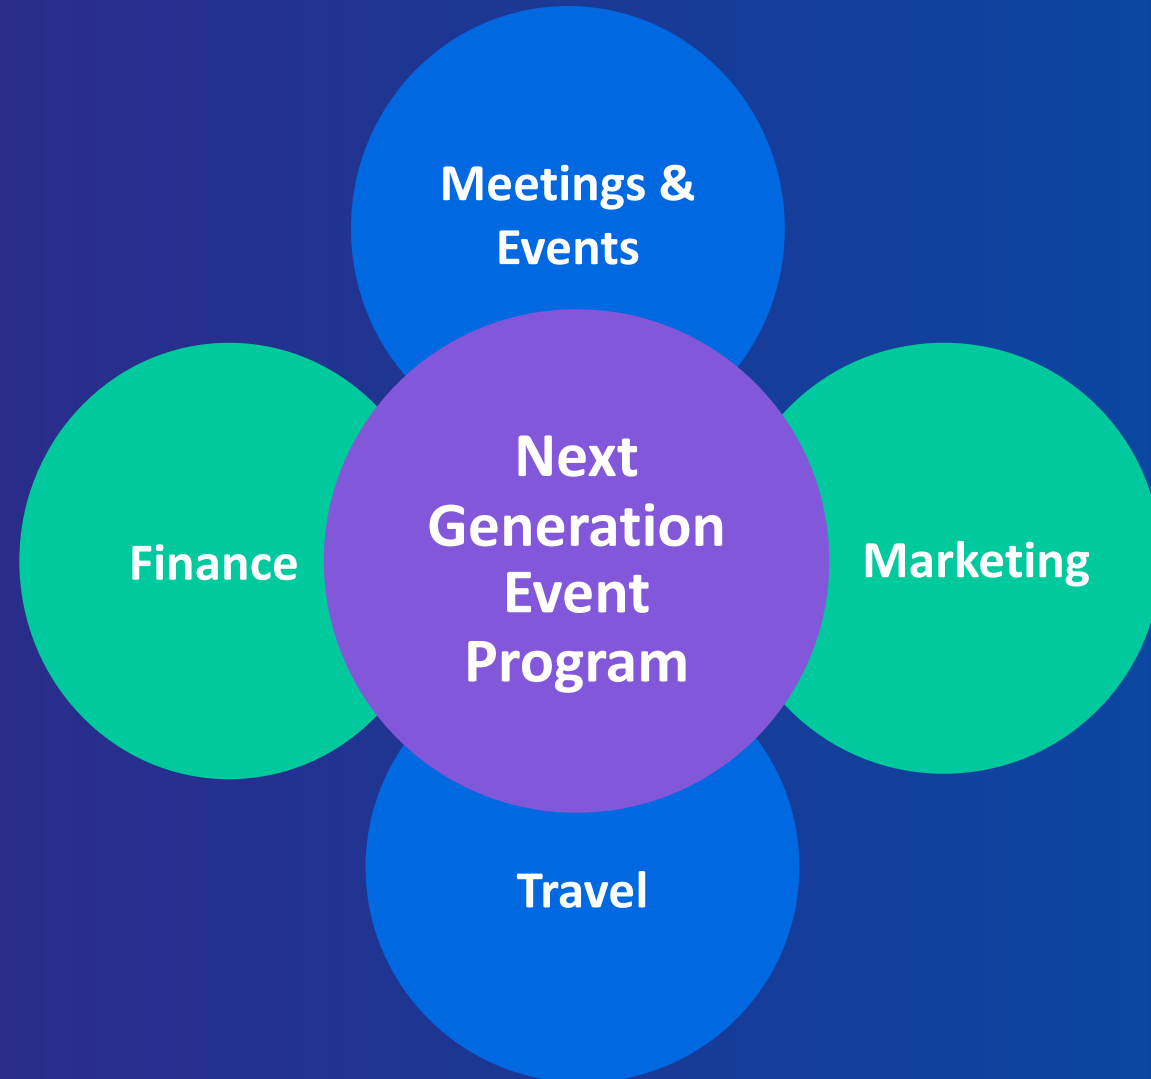 Meetings &
Events
Next
Generation
Event
Program
Finance
Marketing
Travel